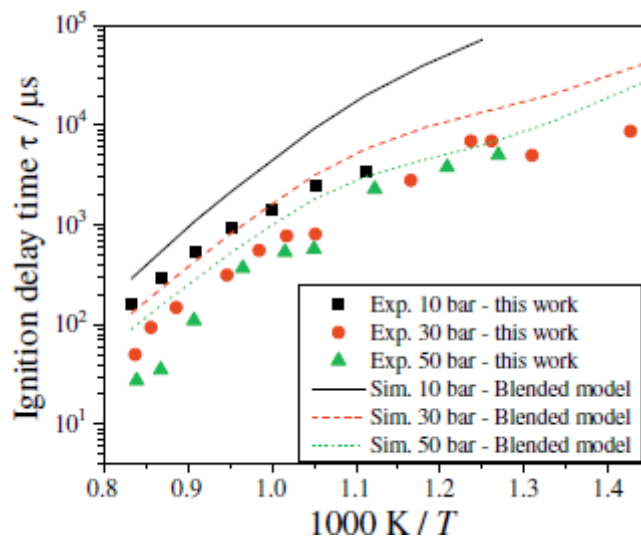 10^5
10^4
10^3
10^2
10^1
Ignition delay time τ / μs
Exp. 10 bar - this work
Exp. 30 bar - this work
Exp. 50 bar - this work
Sim. 10 bar - Blended model
Sim. 30 bar - Blended model
Sim. 50 bar - Blended model
0.8 0.9 1.0 1.1 1.2 1.3 1.4
1000 K / T